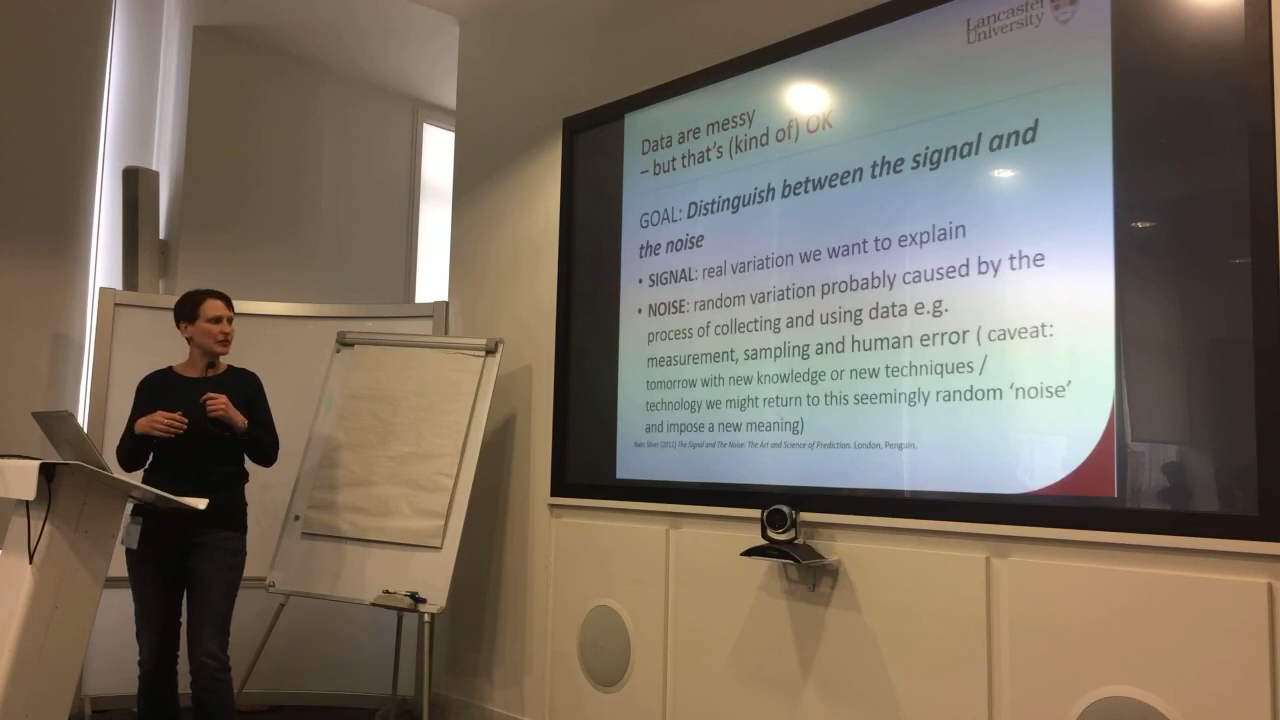 Lancaster
University
Data are messy
– but that's (kind of) OK
GOAL: Distinguish between the signal and
the noise
• SIGNAL: real variation we want to explain
• NOISE: random variation probably caused by the
process of collecting and using data e.g.
measurement, sampling and human error ( caveat:
tomorrow with new knowledge or new techniques /
technology we might return to this seemingly random ‘noise’
and impose a new meaning)
Nate Silver (2012) The Signal and The Noise: The Art and Science of Prediction. London, Penguin.